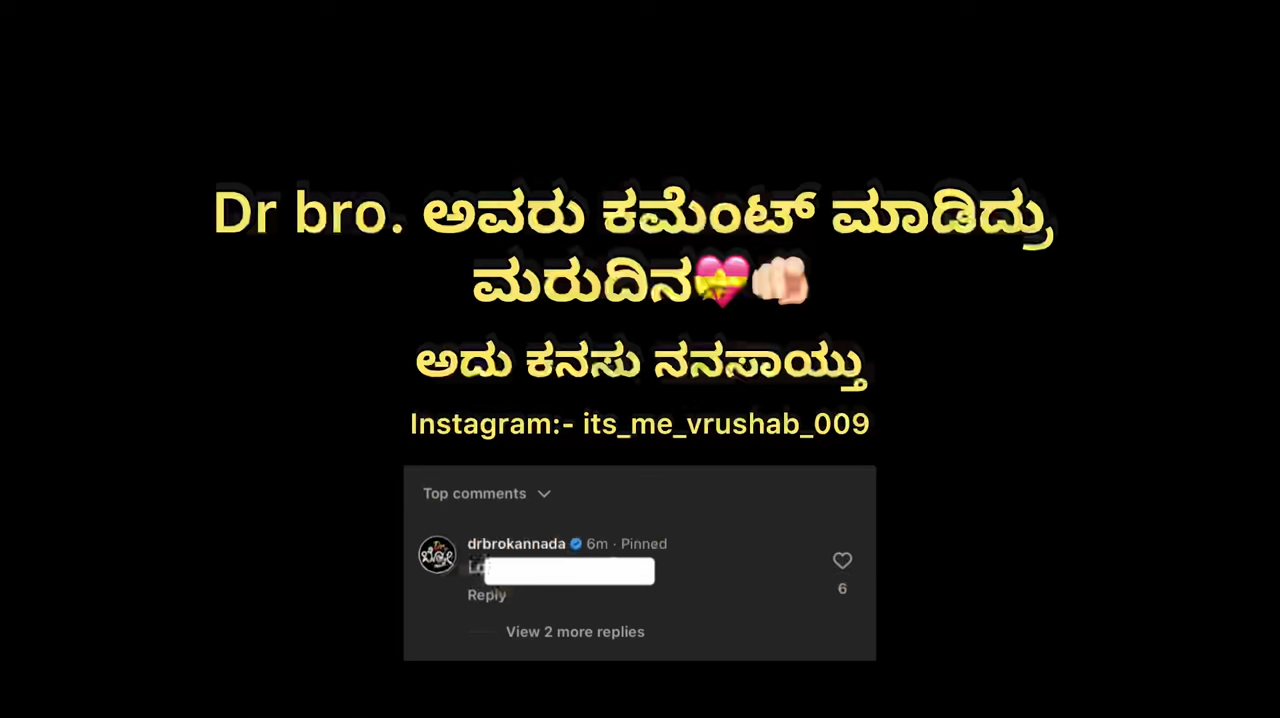 Dr bro. ಅವರು ಕಮೆಂಟ್ ಮಾಡಿದ್ರು
ಮರುದಿನ💝🫵🏻
ಅದು ಕನಸು ನನಸಾಯ್ತು
Instagram:- its_me_vrushab_009
Top comments
drbrokannada 6m · Pinned
Reply
6
View 2 more replies